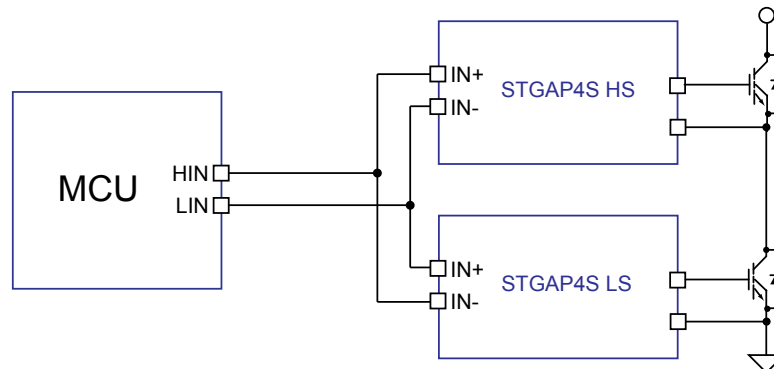 IN+
STGAP4S HS
IN-
MCU
HIN
LIN
IN+
STGAP4S LS
IN-